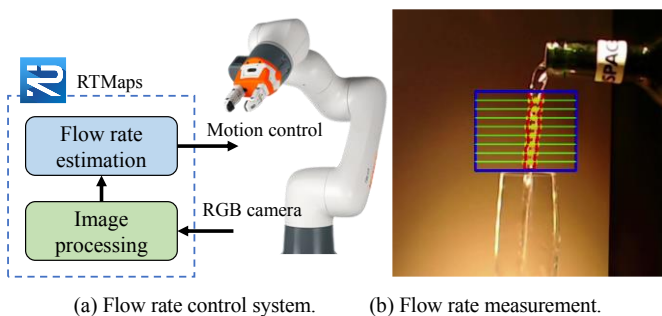 RTMaps
Flow rate
estimation
Motion control
Image
processing
RGB camera
SPAC
(a) Flow rate control system.
(b) Flow rate measurement.